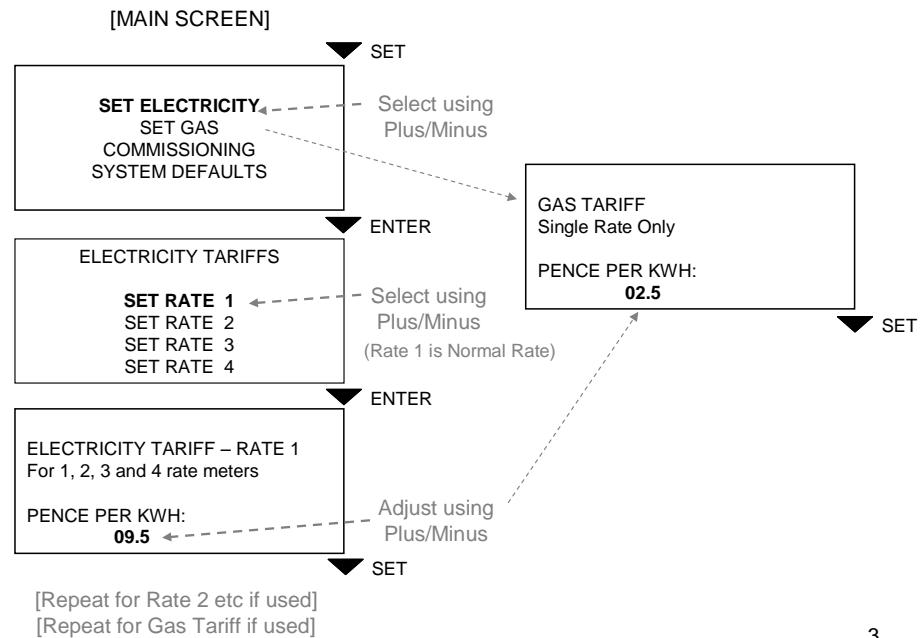 [MAIN SCREEN]
SET
SET ELECTRICITY
SET GAS
COMMISSIONING
SYSTEM DEFAULTS
Select using
Plus/Minus
ENTER
GAS TARIFF
Single Rate Only
PENCE PER KWH:
02.5
SET
ELECTRICITY TARIFFS
SET RATE 1
SET RATE 2
SET RATE 3
SET RATE 4
Select using
Plus/Minus
(Rate 1 is Normal Rate)
ENTER
ELECTRICITY TARIFF – RATE 1
For 1, 2, 3 and 4 rate meters
PENCE PER KWH:
09.5
Adjust using
Plus/Minus
SET
[Repeat for Rate 2 etc if used]
[Repeat for Gas Tariff if used]
3